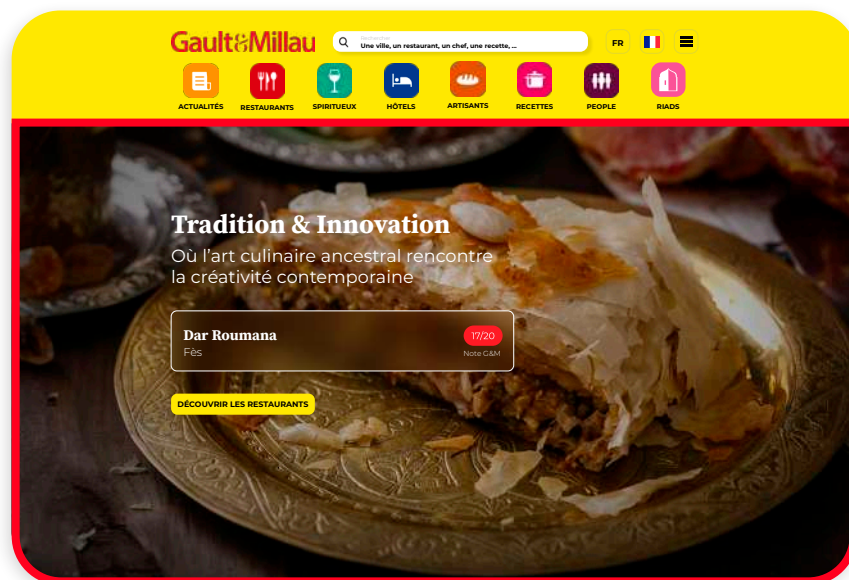 Gault&Millau
Rechercher
Une ville, un restaurant, un chef, une recette, ...
FR
ACTUALITÉS
RESTAURANTS
SPIRITUEUX
HÔTELS
ARTISANTS
RECETTES
PEOPLE
RIADS
Tradition & Innovation
Où l’art culinaire ancestral rencontre
la créativité contemporaine
Dar Roumana
17/20
Fès
Note G&M
DÉCOUVRIR LES RESTAURANTS